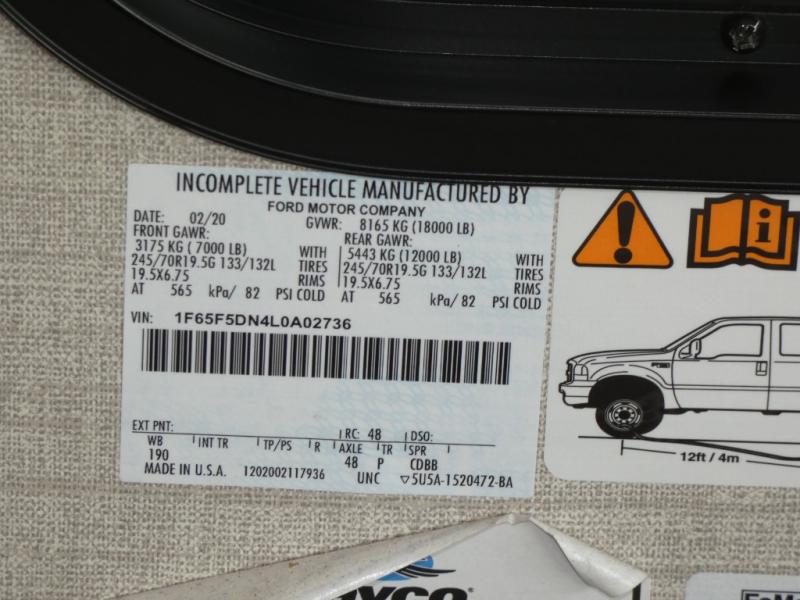 INCOMPLETE VEHICLE MANUFACTURED BY
FORD MOTOR COMPANY
DATE: 02/20 GVWR: 8165 KG (18000 LB)
FRONT GAWR: REAR GAWR:
3175 KG ( 7000 LB) WITH 5443 KG (12000 LB) WITH
245/70R19.5G 133/132L TIRES 245/70R19.5G 133/132L TIRES
19.5X6.75 RIMS 19.5X6.75 RIMS
AT 565 kPa/ 82 PSI COLD AT 565 kPa/ 82 PSI COLD
VIN: 1F65F5DN4L0A02736
EXT PNT: RC: 48 DSO:
WB INT TR TP/PS R AXLE TR SPR
190 48 P CDBB
MADE IN U.S.A. 1202002117936 UNC ▽5U5A-1520472-BA
i
12ft / 4m
YCO®